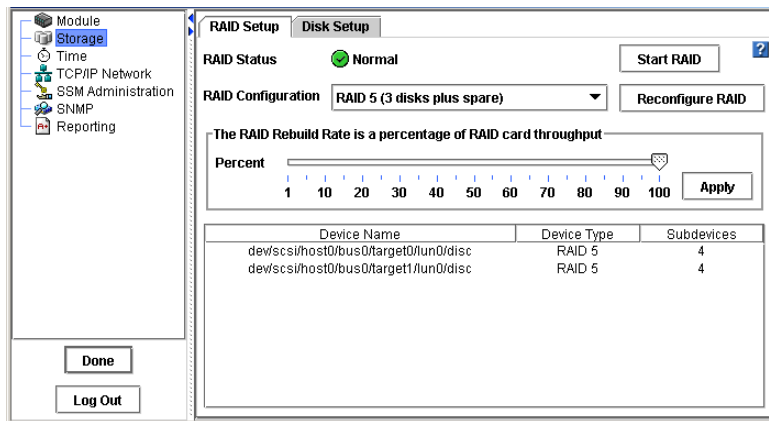 Module
Storage
Time
TCP/IP Network
SSM Administration
SNMP
Reporting
Done
Log Out
RAID Setup Disk Setup
RAID Status Normal Start RAID ?
RAID Configuration RAID 5 (3 disks plus spare) Reconfigure RAID
The RAID Rebuild Rate is a percentage of RAID card throughput
Percent
1 10 20 30 40 50 60 70 80 90 100 Apply
Device Name Device Type Subdevices
dev/scsi/host0/bus0/target0/lun0/disc RAID 5 4
dev/scsi/host0/bus0/target1/lun0/disc RAID 5 4